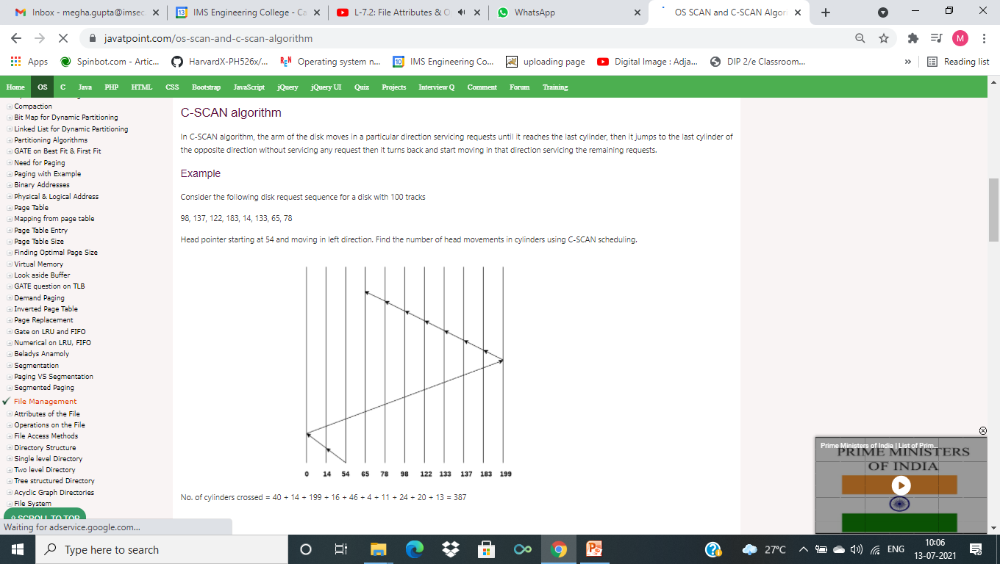 Inbox - megha.gupta@imsec
IMS Engineering College - Ca
L-7.2: File Attributes & O
WhatsApp
OS SCAN and C-SCAN Algori
javatpoint.com/os-scan-and-c-scan-algorithm
M
Apps
Spinbot.com - Artic...
HarvardX-PH526x/...
Operating system n...
IMS Engineering Co...
uploading page
Digital Image : Adja...
DIP 2/e Classroom...
»
Reading list
Home OS C Java PHP HTML CSS Bootstrap JavaScript jQuery jQuery UI Quiz Projects Interview Q Comment Forum Training
Compaction
Bit Map for Dynamic Partitioning
Linked List for Dynamic Partitioning
Partitioning Algorithms
GATE on Best Fit & First Fit
Need for Paging
Paging with Example
Binary Addresses
Physical & Logical Address
Page Table
Mapping from page table
Page Table Entry
Page Table Size
Finding Optimal Page Size
Virtual Memory
Look aside Buffer
GATE question on TLB
Demand Paging
Inverted Page Table
Page Replacement
Gate on LRU and FIFO
Numerical on LRU, FIFO
Beladys Anamoly
Segmentation
Paging VS Segmentation
Segmented Paging
File Management
Attributes of the File
Operations on the File
File Access Methods
Directory Structure
Single level Directory
Two level Directory
Tree structured Directory
Acyclic Graph Directories
File System
SCROLL TO TOP
Waiting for adservice.google.com...
C-SCAN algorithm
In C-SCAN algorithm, the arm of the disk moves in a particular direction servicing requests until it reaches the last cylinder, then it jumps to the last cylinder of
the opposite direction without servicing any request then it turns back and start moving in that direction servicing the remaining requests.
Example
Consider the following disk request sequence for a disk with 100 tracks
98, 137, 122, 183, 14, 133, 65, 78
Head pointer starting at 54 and moving in left direction. Find the number of head movements in cylinders using C-SCAN scheduling.
0 14 54 65 78 98 122 133 137 183 199
No. of cylinders crossed = 40 + 14 + 199 + 16 + 46 + 4 + 11 + 24 + 20 + 13 = 387
Prime Ministers of India | List of Prim...
PRIME MINISTERS
OF INDIA
Type here to search
27°C
ENG
10:06
13-07-2021